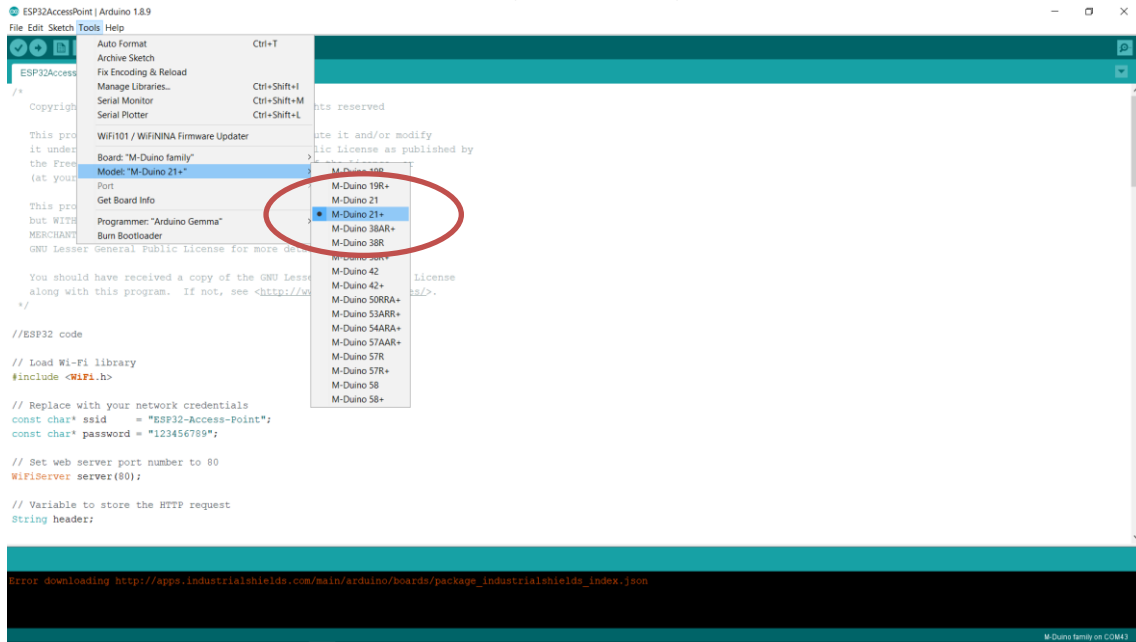 ESP32AccessPoint | Arduino 1.8.9
File Edit Sketch Tools Help
ESP32Access
Auto Format Ctrl+T
Archive Sketch
Fix Encoding & Reload
Manage Libraries... Ctrl+Shift+I
Serial Monitor Ctrl+Shift+M
Serial Plotter Ctrl+Shift+L
WiFi101 / WiFiNINA Firmware Updater
Board: "M-Duino family"
Model: "M-Duino 21+"
Port
Get Board Info
Programmer: "Arduino Gemma"
Burn Bootloader
M-Duino 19R
M-Duino 19R+
M-Duino 21
M-Duino 21+
M-Duino 38AR+
M-Duino 38R
M-Duino 38R+
M-Duino 42
M-Duino 42+
M-Duino 50RRA+
M-Duino 53ARR+
M-Duino 54ARA+
M-Duino 57AAR+
M-Duino 57R
M-Duino 57R+
M-Duino 58
M-Duino 58+
/*
Copyrigh hts reserved
This pro ute it and/or modify
it under lic License as published by
the Free
(at your
This pro
but WITH
MERCHANT
GNU Lesser General Public License for more det
You should have received a copy of the GNU Less License
along with this program. If not, see <http://w es/>.
*/
//ESP32 code
// Load Wi-Fi library
#include <WiFi.h>
// Replace with your network credentials
const char* ssid = "ESP32-Access-Point";
const char* password = "123456789";
// Set web server port number to 80
WiFiServer server(80);
// Variable to store the HTTP request
String header;
Error downloading http://apps.industrialshields.com/main/arduino/boards/package_industrialshields_index.json
M-Duino family on COM43